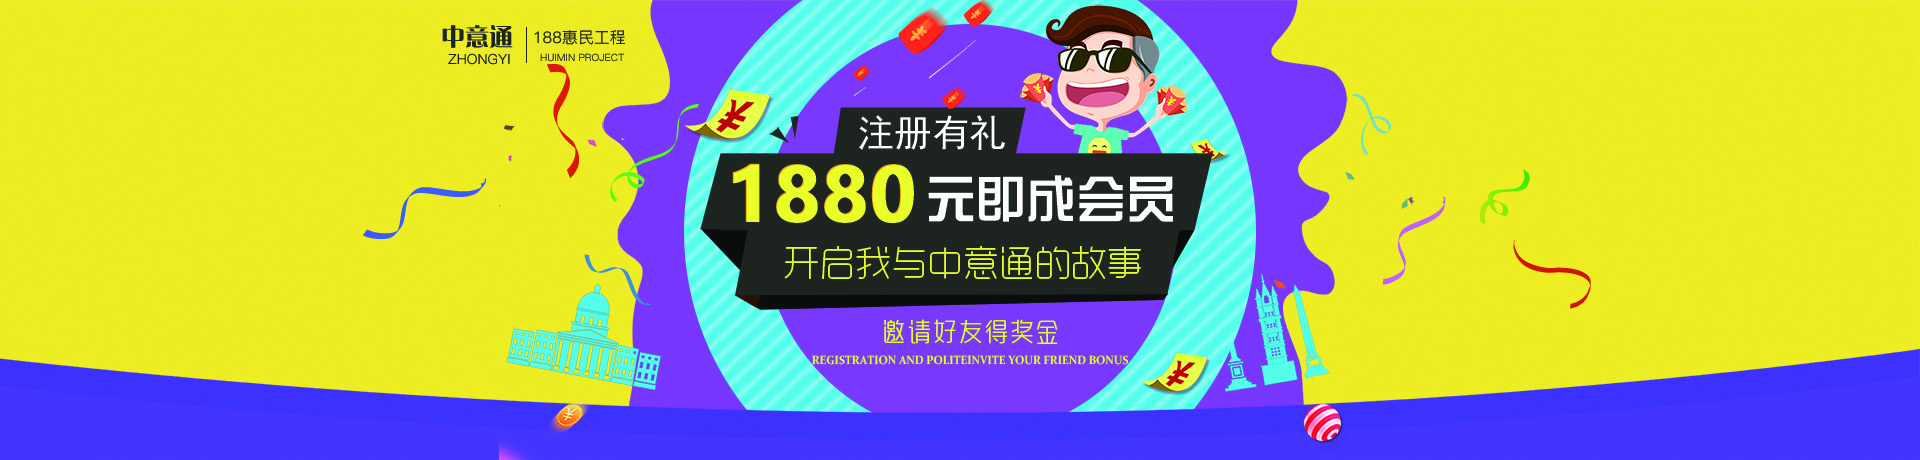 中意通
ZHONGYI
188惠民工程
HUIMIN PROJECT
注册有礼
1880元即成会员
开启我与中意通的故事
邀请好友得奖金
REGISTRATION AND POLITEINVITE YOUR FRIEND BONUS
¥
¥
¥
¥